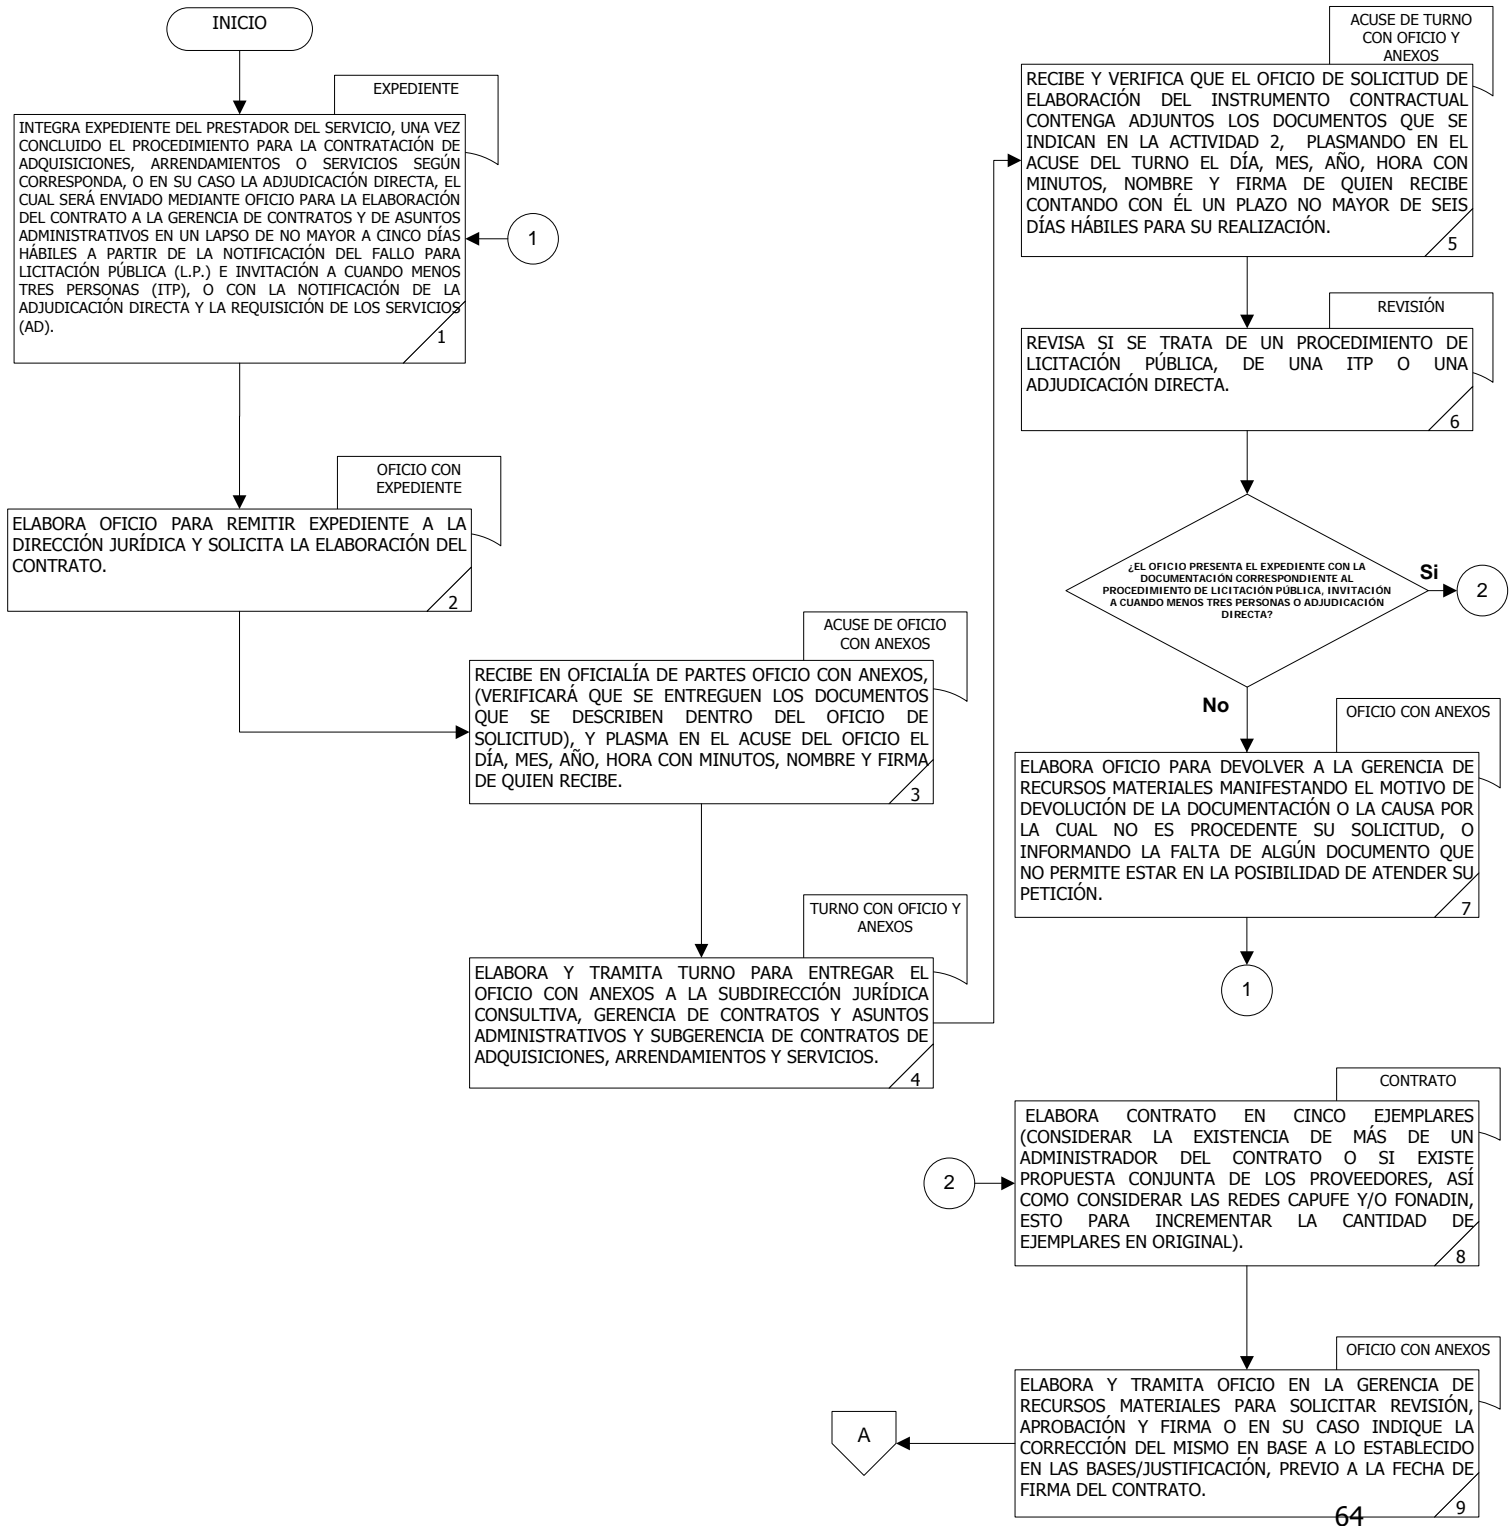 INICIO
EXPEDIENTE
INTEGRA EXPEDIENTE DEL PRESTADOR DEL SERVICIO, UNA VEZ
CONCLUIDO EL PROCEDIMIENTO PARA LA CONTRATACIÓN DE
ADQUISICIONES, ARRENDAMIENTOS O SERVICIOS SEGÚN
CORRESPONDA, O EN SU CASO LA ADJUDICACIÓN DIRECTA, EL
CUAL SERÁ ENVIADO MEDIANTE OFICIO PARA LA ELABORACIÓN
DEL CONTRATO A LA GERENCIA DE CONTRATOS Y DE ASUNTOS
ADMINISTRATIVOS EN UN LAPSO DE NO MAYOR A CINCO DÍAS
HÁBILES A PARTIR DE LA NOTIFICACIÓN DEL FALLO PARA
LICITACIÓN PÚBLICA (L.P.) E INVITACIÓN A CUANDO MENOS
TRES PERSONAS (ITP), O CON LA NOTIFICACIÓN DE LA
ADJUDICACIÓN DIRECTA Y LA REQUISICIÓN DE LOS SERVICIOS
(AD).
1
1
OFICIO CON
EXPEDIENTE
ELABORA OFICIO PARA REMITIR EXPEDIENTE A LA
DIRECCIÓN JURÍDICA Y SOLICITA LA ELABORACIÓN DEL
CONTRATO.
2
ACUSE DE OFICIO
CON ANEXOS
RECIBE EN OFICIALÍA DE PARTES OFICIO CON ANEXOS,
(VERIFICARÁ QUE SE ENTREGUEN LOS DOCUMENTOS
QUE SE DESCRIBEN DENTRO DEL OFICIO DE
SOLICITUD), Y PLASMA EN EL ACUSE DEL OFICIO EL
DÍA, MES, AÑO, HORA CON MINUTOS, NOMBRE Y FIRMA
DE QUIEN RECIBE.
3
TURNO CON OFICIO Y
ANEXOS
ELABORA Y TRAMITA TURNO PARA ENTREGAR EL
OFICIO CON ANEXOS A LA SUBDIRECCIÓN JURÍDICA
CONSULTIVA, GERENCIA DE CONTRATOS Y ASUNTOS
ADMINISTRATIVOS Y SUBGERENCIA DE CONTRATOS DE
ADQUISICIONES, ARRENDAMIENTOS Y SERVICIOS.
4
ACUSE DE TURNO
CON OFICIO Y
ANEXOS
RECIBE Y VERIFICA QUE EL OFICIO DE SOLICITUD DE
ELABORACIÓN DEL INSTRUMENTO CONTRACTUAL
CONTENGA ADJUNTOS LOS DOCUMENTOS QUE SE
INDICAN EN LA ACTIVIDAD 2, PLASMANDO EN EL
ACUSE DEL TURNO EL DÍA, MES, AÑO, HORA CON
MINUTOS, NOMBRE Y FIRMA DE QUIEN RECIBE
CONTANDO CON ÉL UN PLAZO NO MAYOR DE SEIS
DÍAS HÁBILES PARA SU REALIZACIÓN.
5
REVISIÓN
REVISA SI SE TRATA DE UN PROCEDIMIENTO DE
LICITACIÓN PÚBLICA, DE UNA ITP O UNA
ADJUDICACIÓN DIRECTA.
6
¿EL OFICIO PRESENTA EL EXPEDIENTE CON LA
DOCUMENTACIÓN CORRESPONDIENTE AL
PROCEDIMIENTO DE LICITACIÓN PÚBLICA, INVITACIÓN
A CUANDO MENOS TRES PERSONAS O ADJUDICACIÓN
DIRECTA?
Si
2
No
OFICIO CON ANEXOS
ELABORA OFICIO PARA DEVOLVER A LA GERENCIA DE
RECURSOS MATERIALES MANIFESTANDO EL MOTIVO DE
DEVOLUCIÓN DE LA DOCUMENTACIÓN O LA CAUSA POR
LA CUAL NO ES PROCEDENTE SU SOLICITUD, O
INFORMANDO LA FALTA DE ALGÚN DOCUMENTO QUE
NO PERMITE ESTAR EN LA POSIBILIDAD DE ATENDER SU
PETICIÓN.
7
1
CONTRATO
2
ELABORA CONTRATO EN CINCO EJEMPLARES
(CONSIDERAR LA EXISTENCIA DE MÁS DE UN
ADMINISTRADOR DEL CONTRATO O SI EXISTE
PROPUESTA CONJUNTA DE LOS PROVEEDORES, ASÍ
COMO CONSIDERAR LAS REDES CAPUFE Y/O FONADIN,
ESTO PARA INCREMENTAR LA CANTIDAD DE
EJEMPLARES EN ORIGINAL).
8
OFICIO CON ANEXOS
ELABORA Y TRAMITA OFICIO EN LA GERENCIA DE
RECURSOS MATERIALES PARA SOLICITAR REVISIÓN,
APROBACIÓN Y FIRMA O EN SU CASO INDIQUE LA
CORRECCIÓN DEL MISMO EN BASE A LO ESTABLECIDO
EN LAS BASES/JUSTIFICACIÓN, PREVIO A LA FECHA DE
FIRMA DEL CONTRATO.
9
A
64